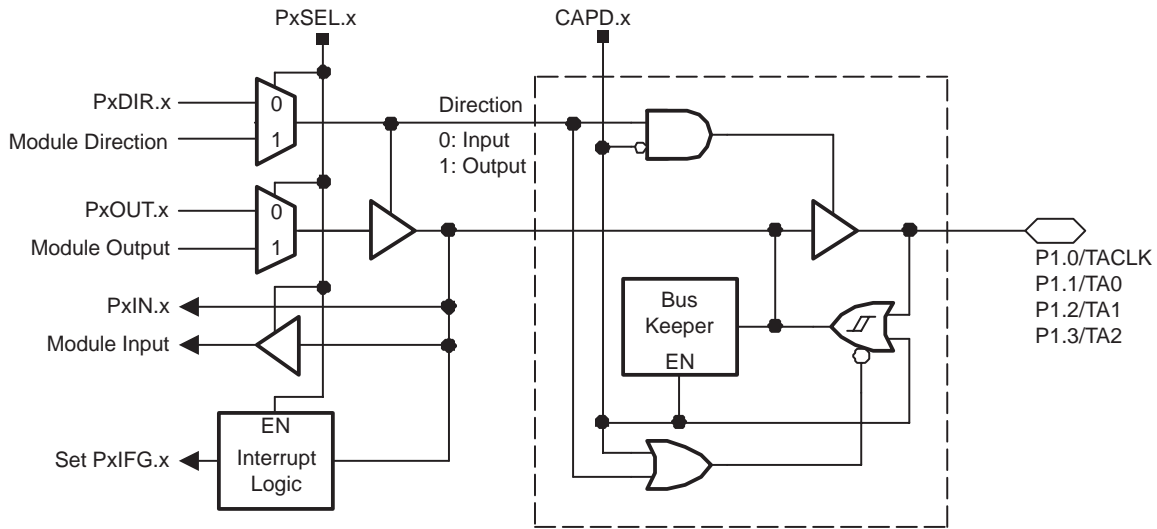 PxSEL.x
CAPD.x
PxDIR.x
0
Module Direction
1
Direction
0: Input
1: Output
PxOUT.x
0
Module Output
1
PxIN.x
Module Input
EN
Set PxIFG.x
Interrupt
Logic
Bus
Keeper
EN
P1.0/TACLK
P1.1/TA0
P1.2/TA1
P1.3/TA2